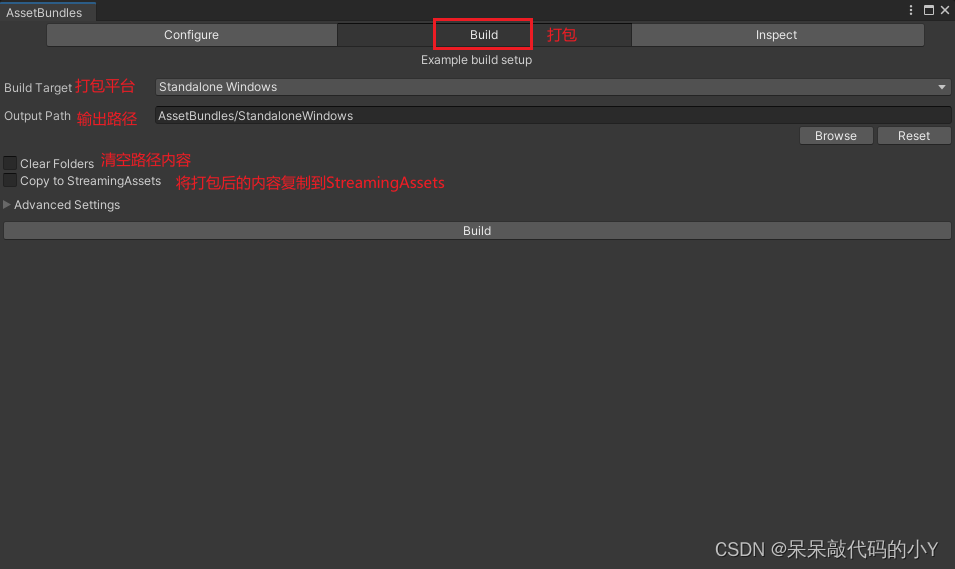 AssetBundles
Configure Build 打包 Inspect
Example build setup
Build Target 打包平台 Standalone Windows
Output Path 输出路径 AssetBundles/StandaloneWindows
Browse Reset
Clear Folders 清空路径内容
Copy to StreamingAssets 将打包后的内容复制到StreamingAssets
Advanced Settings
Build
CSDN @呆呆敲代码的小Y